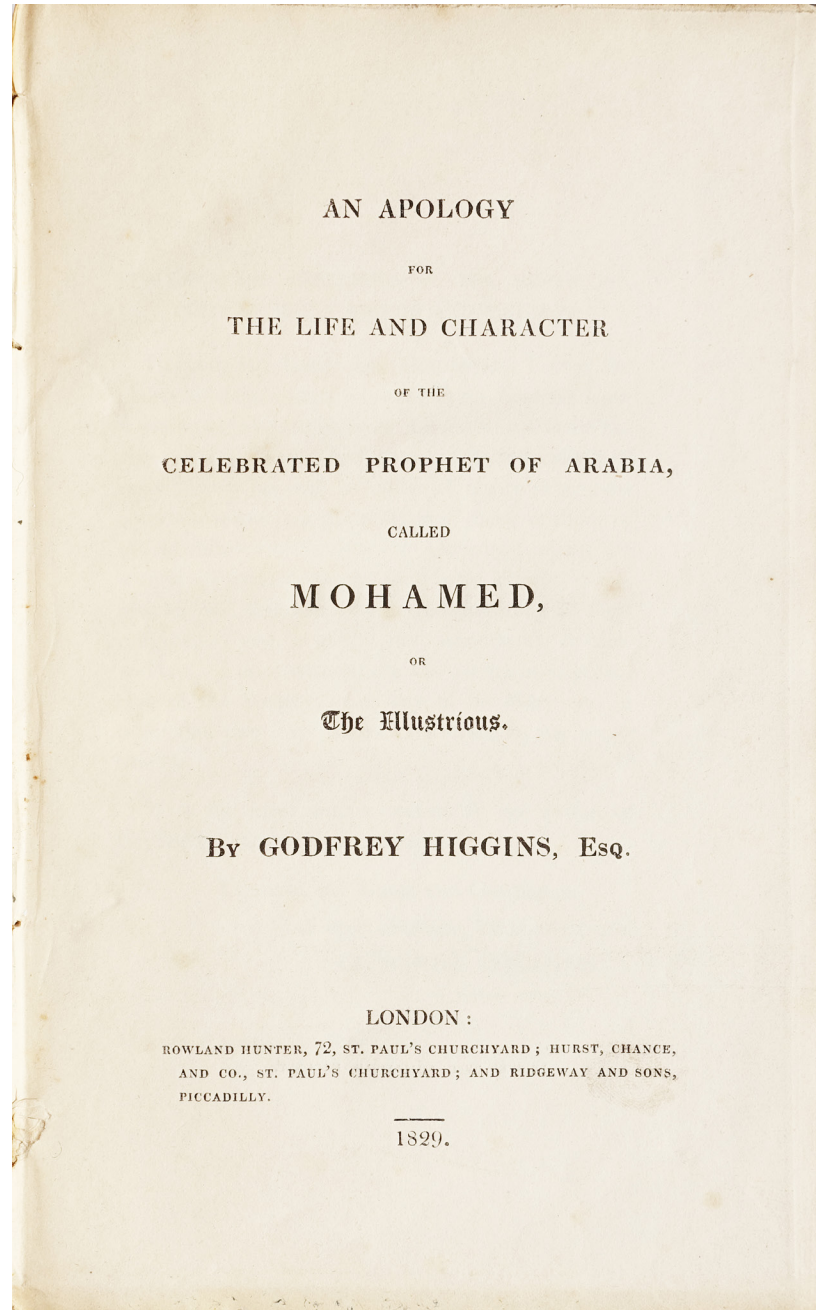 AN APOLOGY
FOR
THE LIFE AND CHARACTER
OF THE
CELEBRATED PROPHET OF ARABIA,
CALLED
MOHAMED,
OR
The Illustrious.
By GODFREY HIGGINS, Esq.
LONDON:
ROWLAND HUNTER, 72, ST. PAUL'S CHURCHYARD; HURST, CHANCE,
AND CO., ST. PAUL'S CHURCHYARD; AND RIDGEWAY AND SONS,
PICCADILLY.
1829.